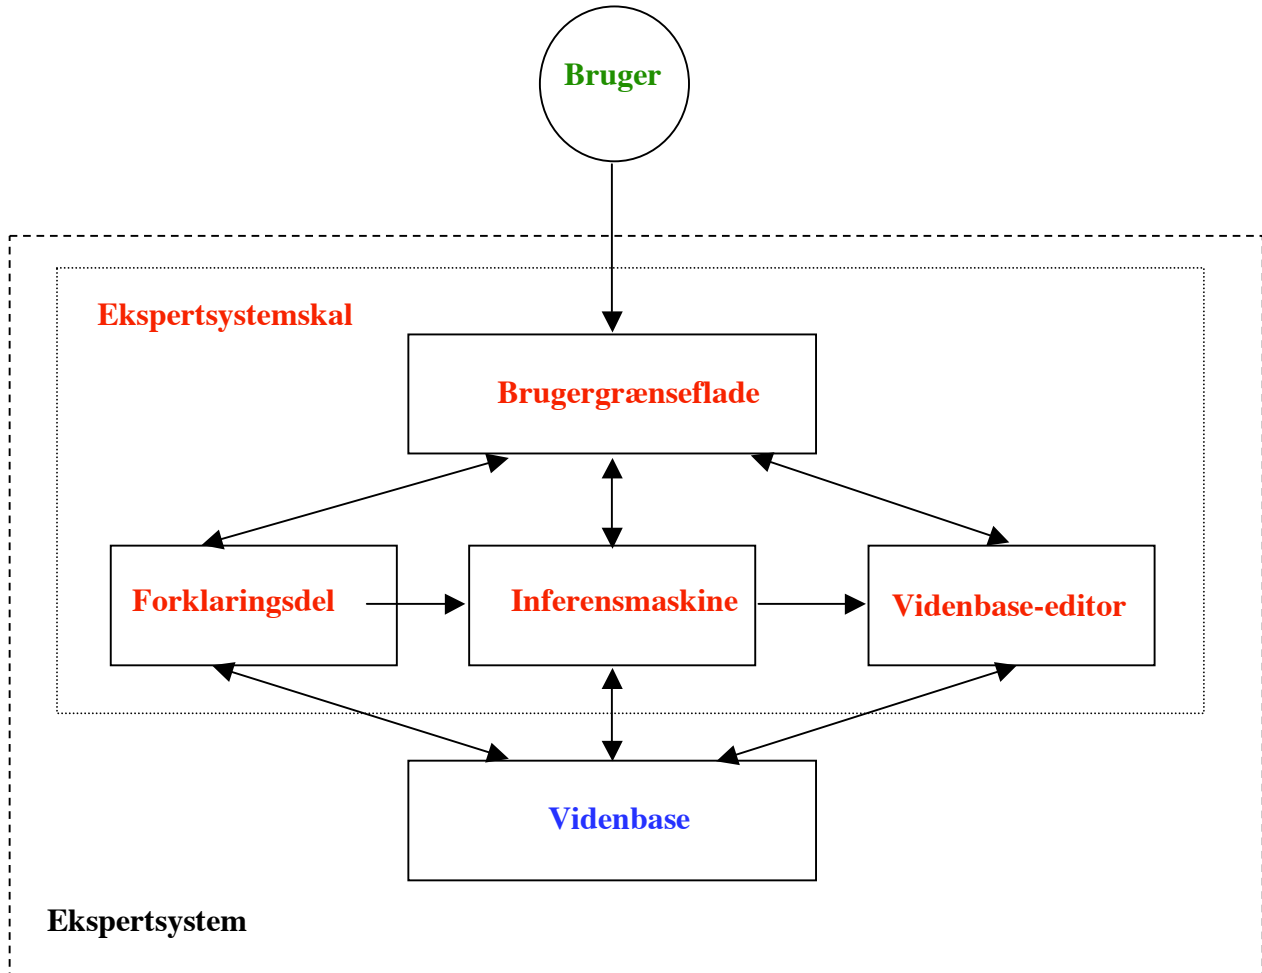 Bruger
Ekspertsystemskal
Brugergrænseflade
Forklaringsdel
Inferensmaskine
Videnbase-editor
Videnbase
Ekspertsystem